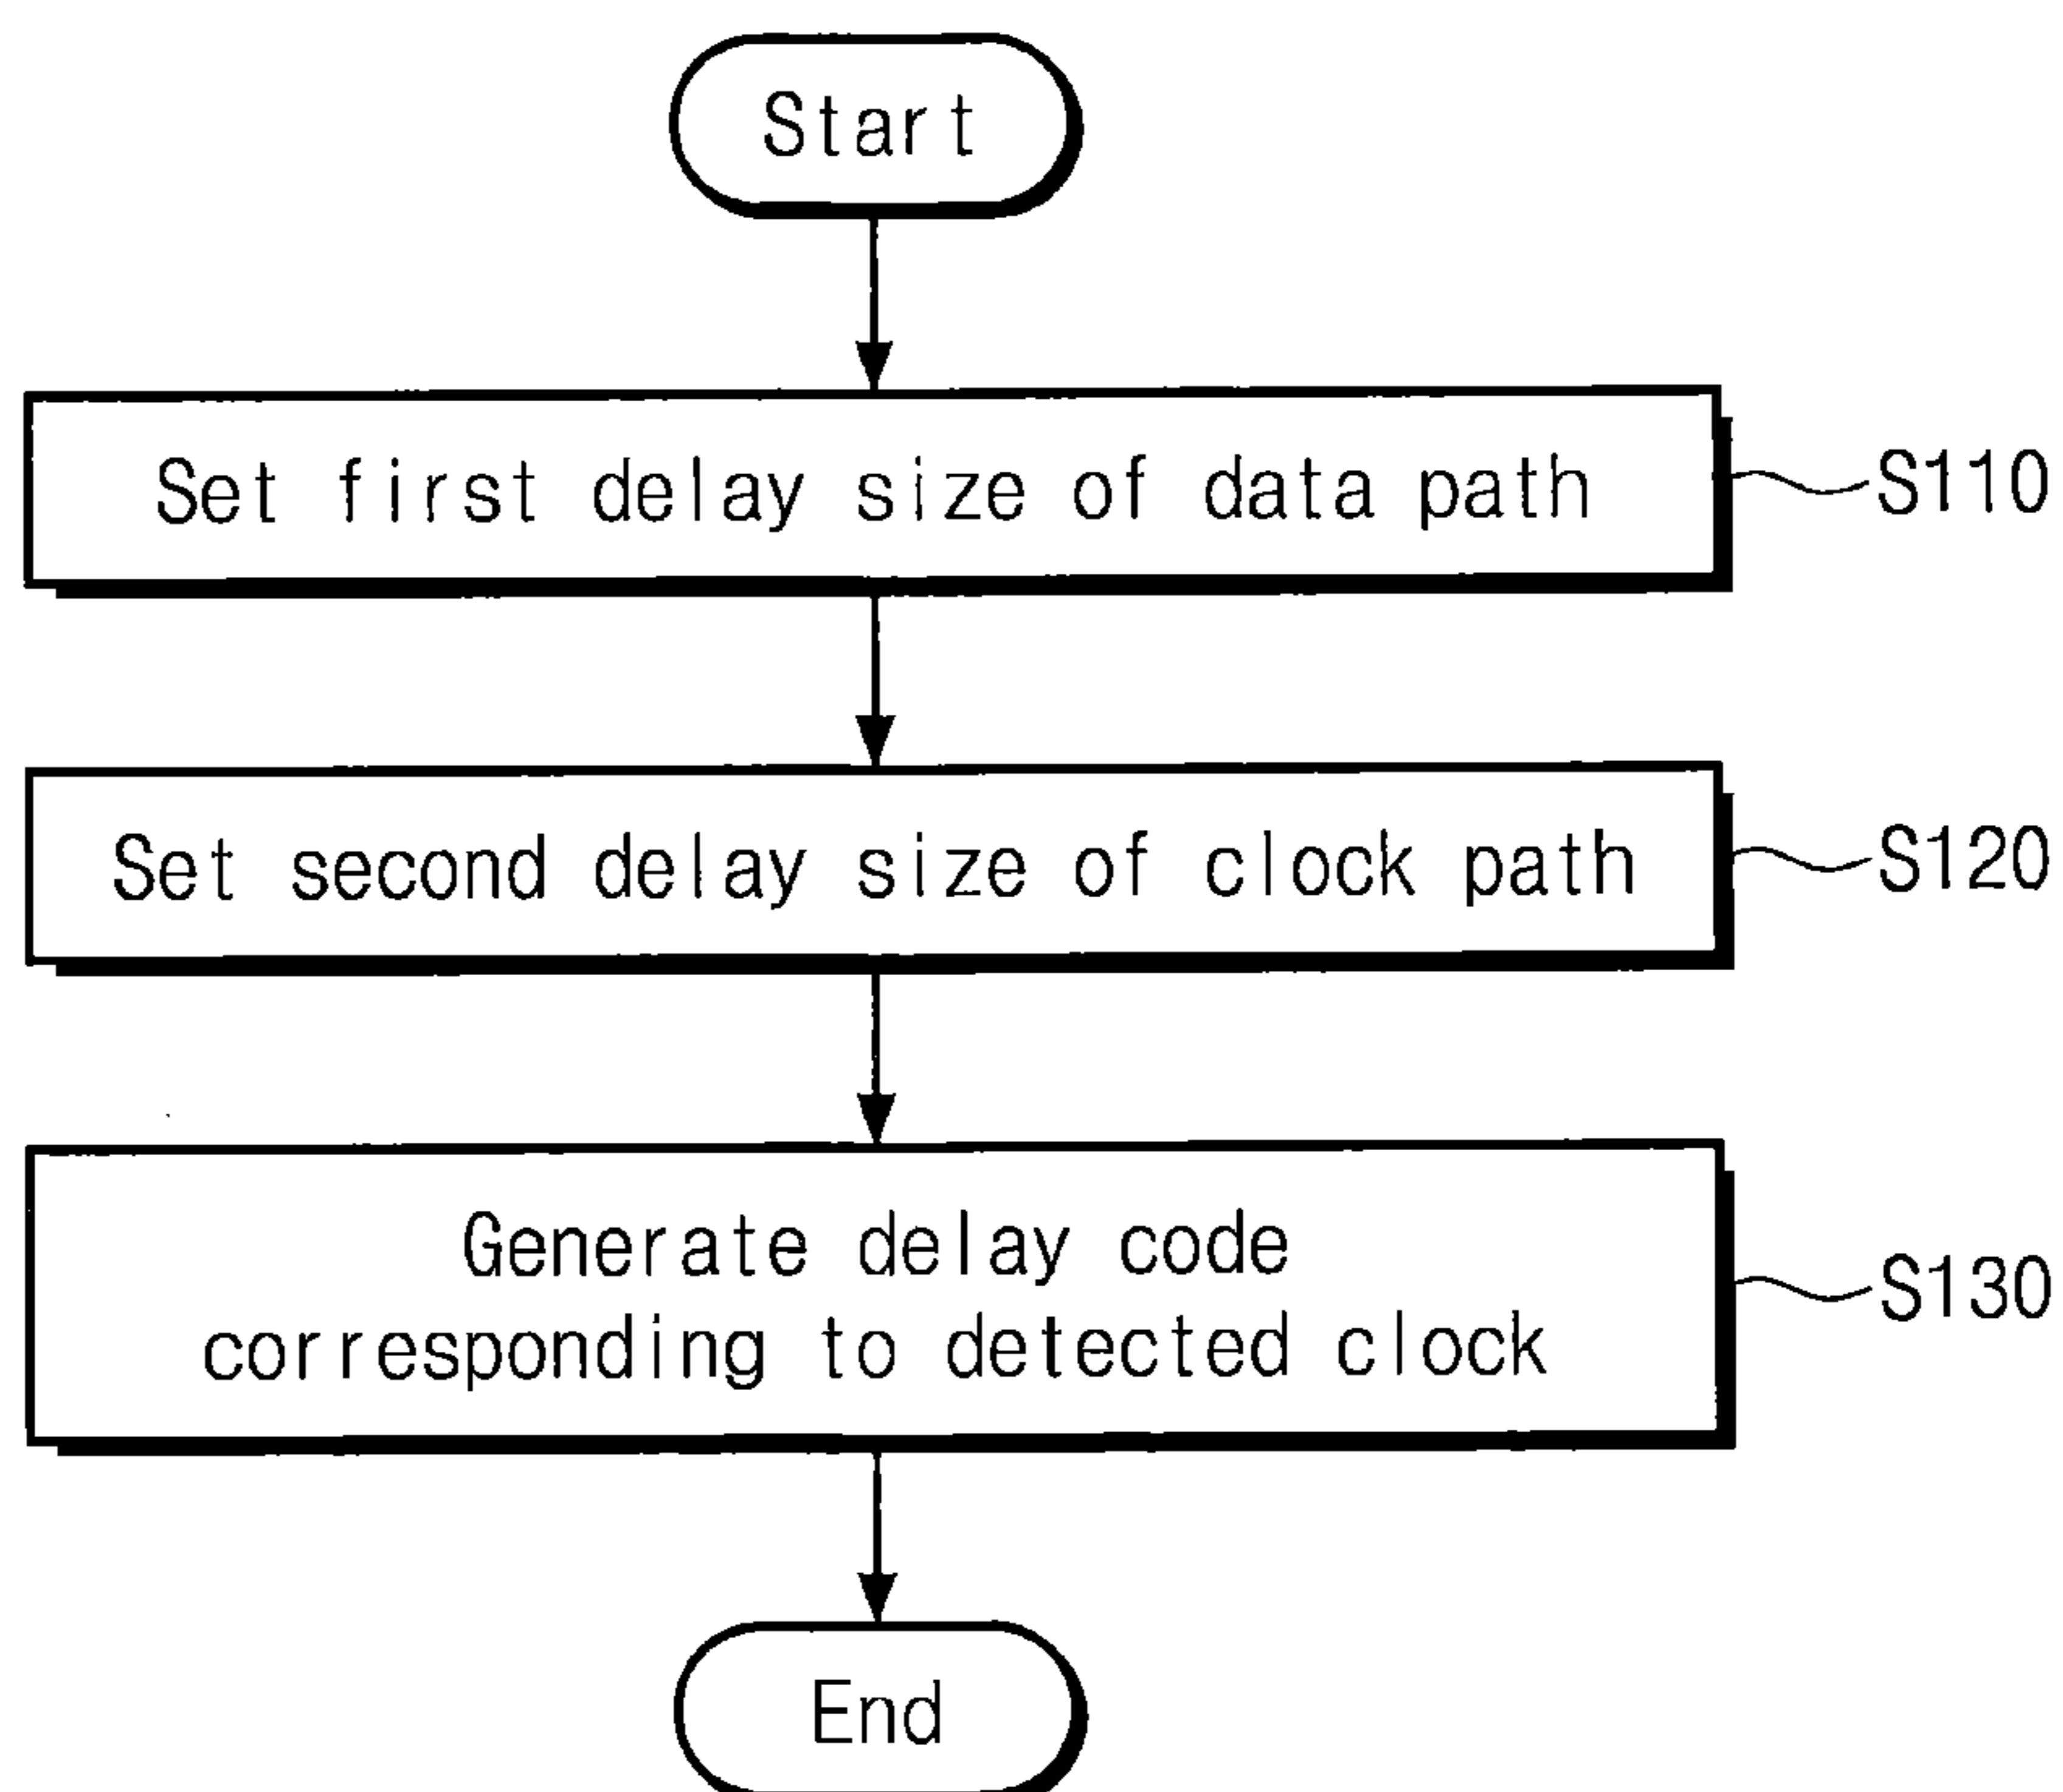 Start
Set first delay size of data path
S110
Set second delay size of clock path
S120
Generate delay code
corresponding to detected clock
S130
End